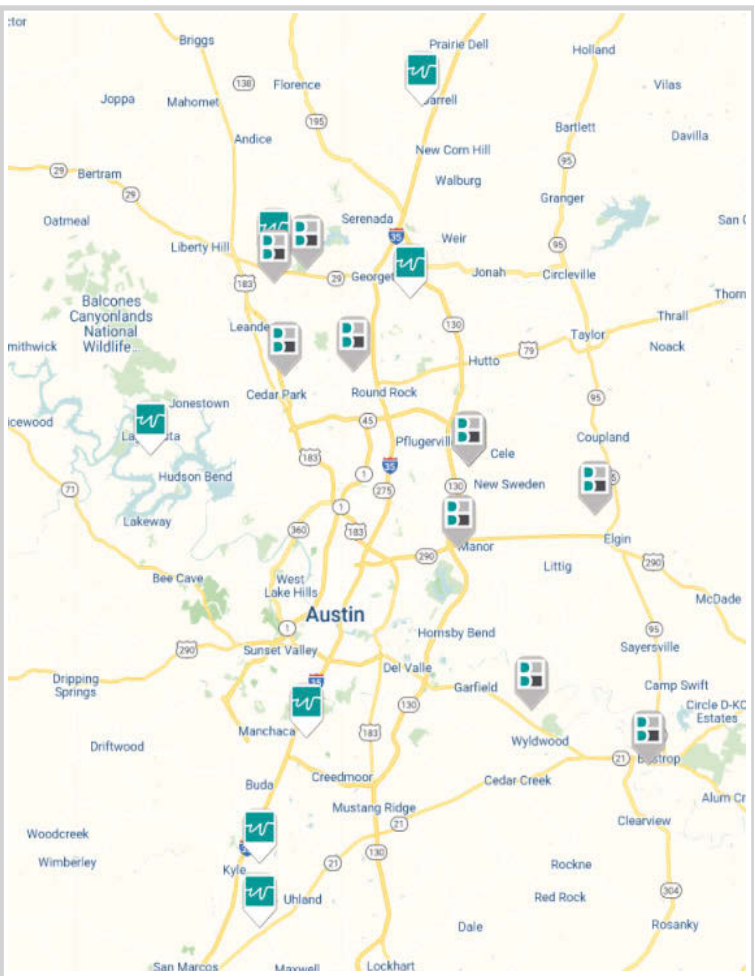 Briggs
Prairie Dell
Holland
138
Florence
Vilas
Joppa
Mahomet
195
Bartlett
Davilla
Andice
New Corn Hill
95
29
Bertram
Walburg
29
Granger
Oatmeal
Serenada
35
Weir
95
Liberty Hill
29
Jonah
Circleville
183
Balcones
Canyonlands
National
Wildlife...
130
Thrall
Taylor
Noack
79
Hutto
Cedar Park
Round Rock
95
Jonestown
45
Coupland
Cele
183
35
1
Hudson Bend
71
275
130
New Sweden
1
Lakeway
360
183
Elgin
290
Manor
290
Littig
Bee Cave
West
Lake Hills
McDade
Austin
1
Hornsby Bend
95
290
Sunset Valley
Sayersville
Del Valle
Dripping
Springs
35
Garfield
Camp Swift
130
Circle D-KC
Estates
Manchaca
183
Wyldwood
Driftwood
21
Creedmoor
Buda
Cedar Creek
Mustang Ridge
21
Clearview
Woodcreek
130
Wimberley
21
Kyle
Rockne
304
Uhland
Red Rock
Dale
Rosanky
San Marcos
Maxwell
Lockhart